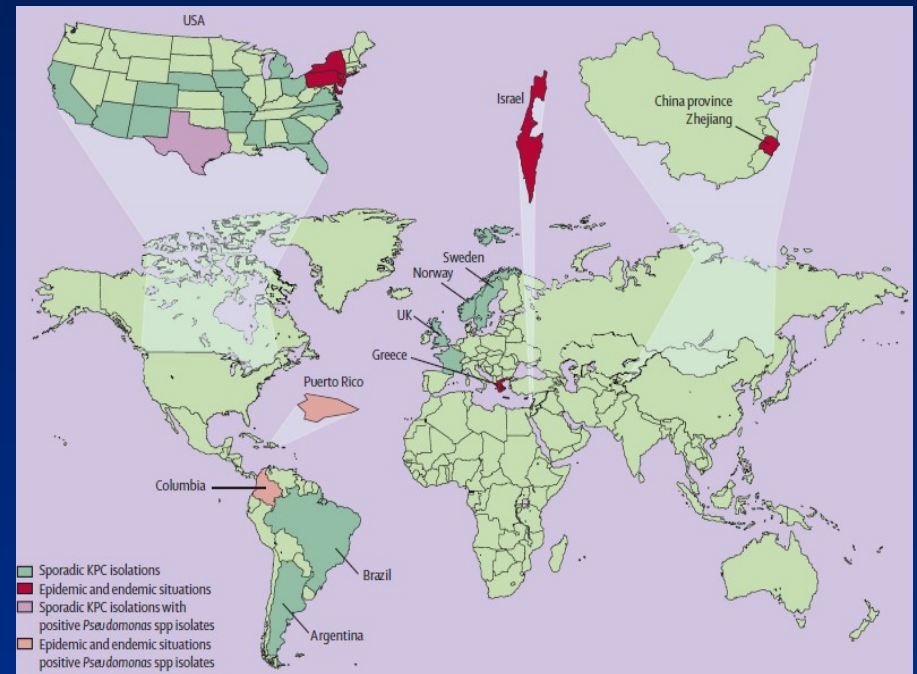 USA
Israel
China province
Zhejiang
Sweden
Norway
UK
Greece
Puerto Rico
Columbia
Brazil
Argentina
Sporadic KPC isolations
Epidemic and endemic situations
Sporadic KPC isolations with
positive Pseudomonas spp isolates
Epidemic and endemic situations
positive Pseudomonas spp isolates